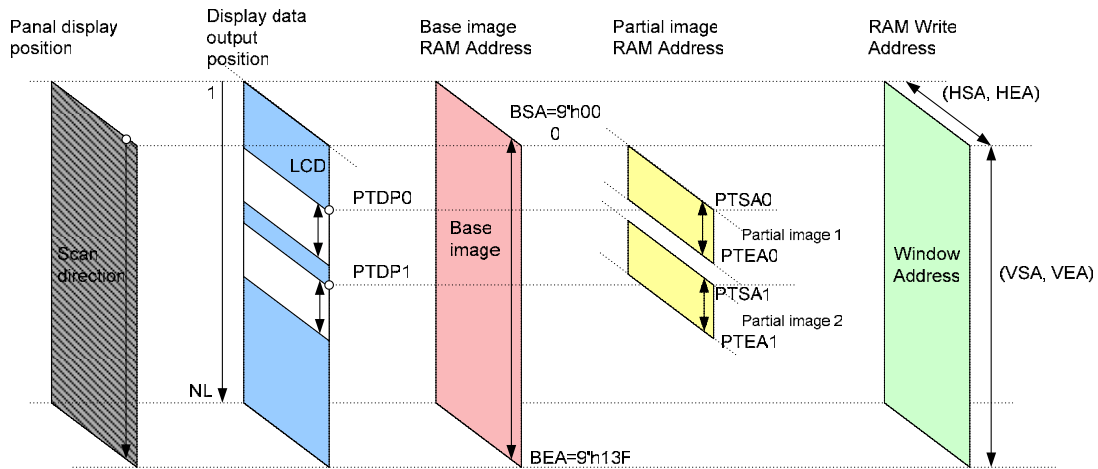 Panal display
position
Display data
output
position
Base image
RAM Address
Partial image
RAM Address
RAM Write
Address
1
BSA=9'h00
0
(HSA, HEA)
LCD
PTDP0
PTSA0
Partial image 1
PTEA0
Scan
direction
Base
image
Window
Address
PTDP1
PTSA1
(VSA, VEA)
Partial image 2
PTEA1
NL
BEA=9'h13F